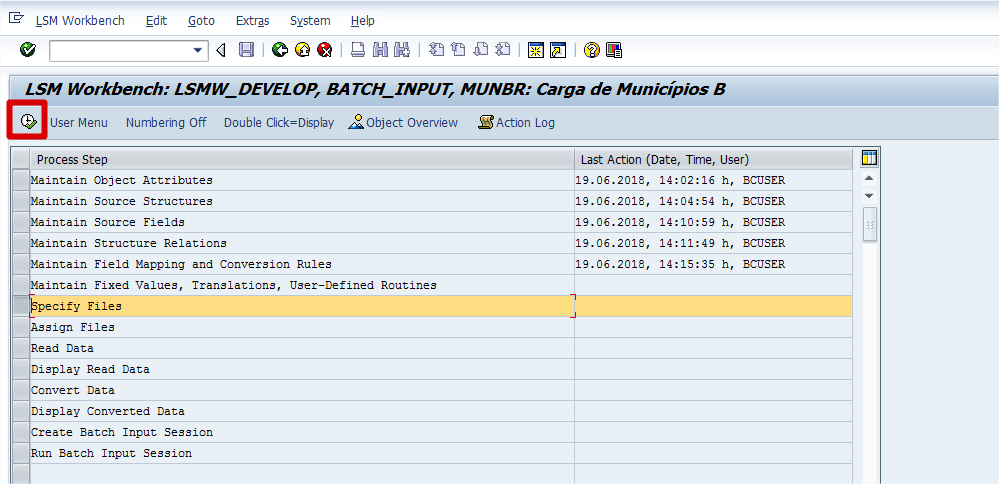 LSM Workbench Edit Goto Extras System Help
LSM Workbench: LSMW_DEVELOP, BATCH_INPUT, MUNBR: Carga de Municípios B
User Menu Numbering Off Double Click=Display Object Overview Action Log
Process Step Last Action (Date, Time, User)
Maintain Object Attributes 19.06.2018, 14:02:16 h, BCUSER
Maintain Source Structures 19.06.2018, 14:04:54 h, BCUSER
Maintain Source Fields 19.06.2018, 14:10:59 h, BCUSER
Maintain Structure Relations 19.06.2018, 14:11:49 h, BCUSER
Maintain Field Mapping and Conversion Rules 19.06.2018, 14:15:35 h, BCUSER
Maintain Fixed Values, Translations, User-Defined Routines
Specify Files
Assign Files
Read Data
Display Read Data
Convert Data
Display Converted Data
Create Batch Input Session
Run Batch Input Session